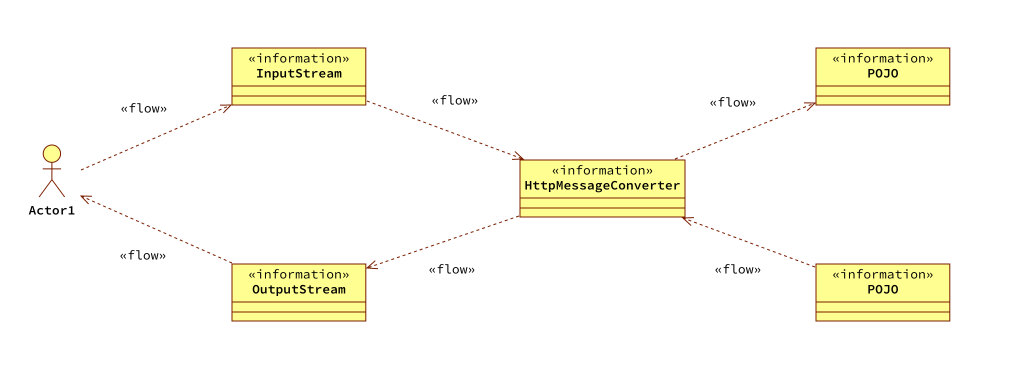 «information»
InputStream
«information»
POJO
«flow»
«flow»
«flow»
«information»
HttpMessageConverter
Actor1
«flow»
«flow»
«flow»
«information»
OutputStream
«information»
POJO